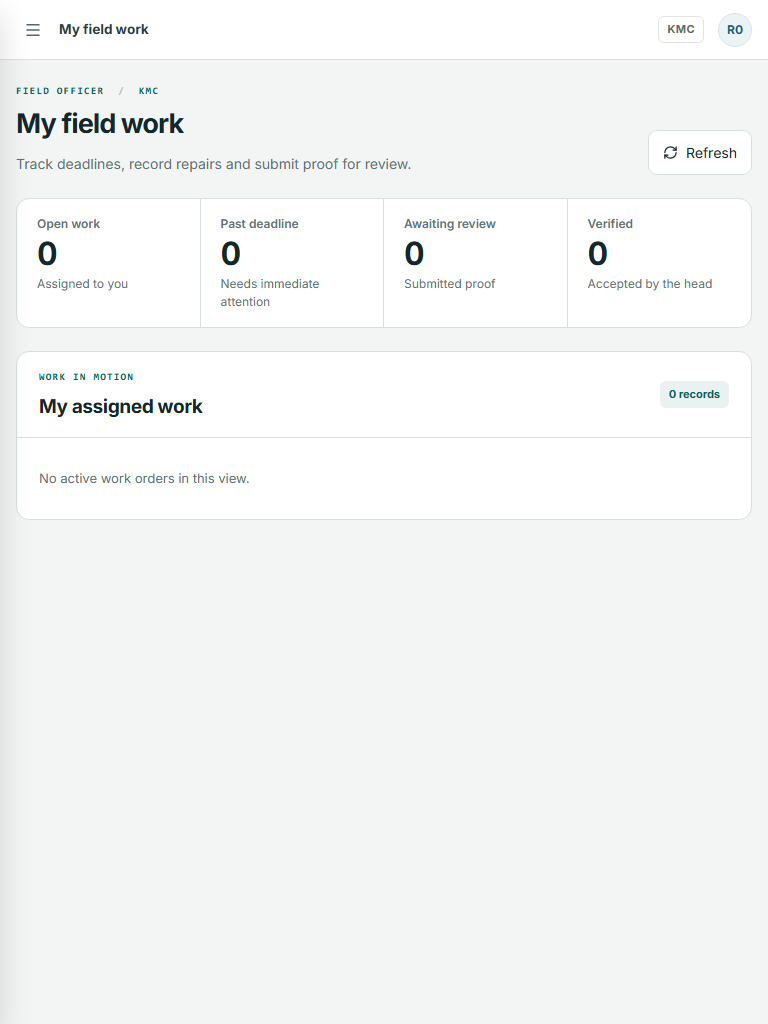 My field work
KMC
RO
FIELD OFFICER / KMC
My field work
Track deadlines, record repairs and submit proof for review.
Refresh
Open work
0
Assigned to you
Past deadline
0
Needs immediate
attention
Awaiting review
0
Submitted proof
Verified
0
Accepted by the head
WORK IN MOTION
My assigned work
0 records
No active work orders in this view.